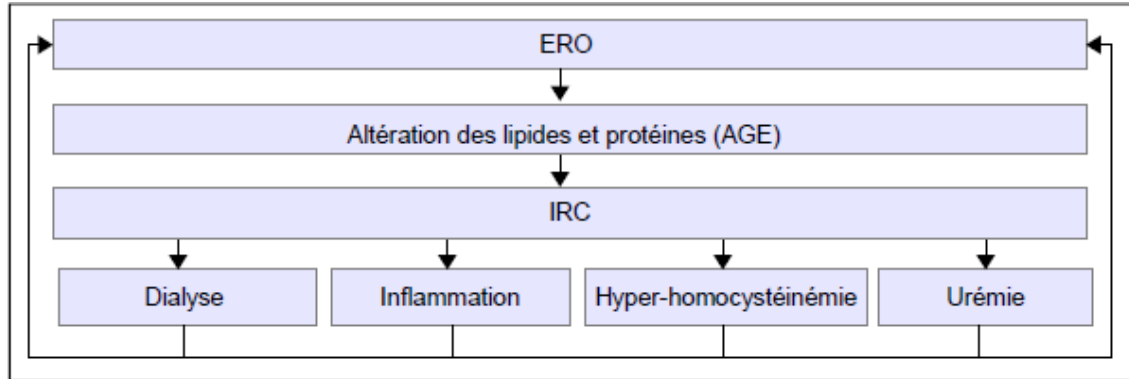 ERO
Altération des lipides et protéines (AGE)
IRC
Dialyse
Inflammation
Hyper-homocystéinémie
Urémie